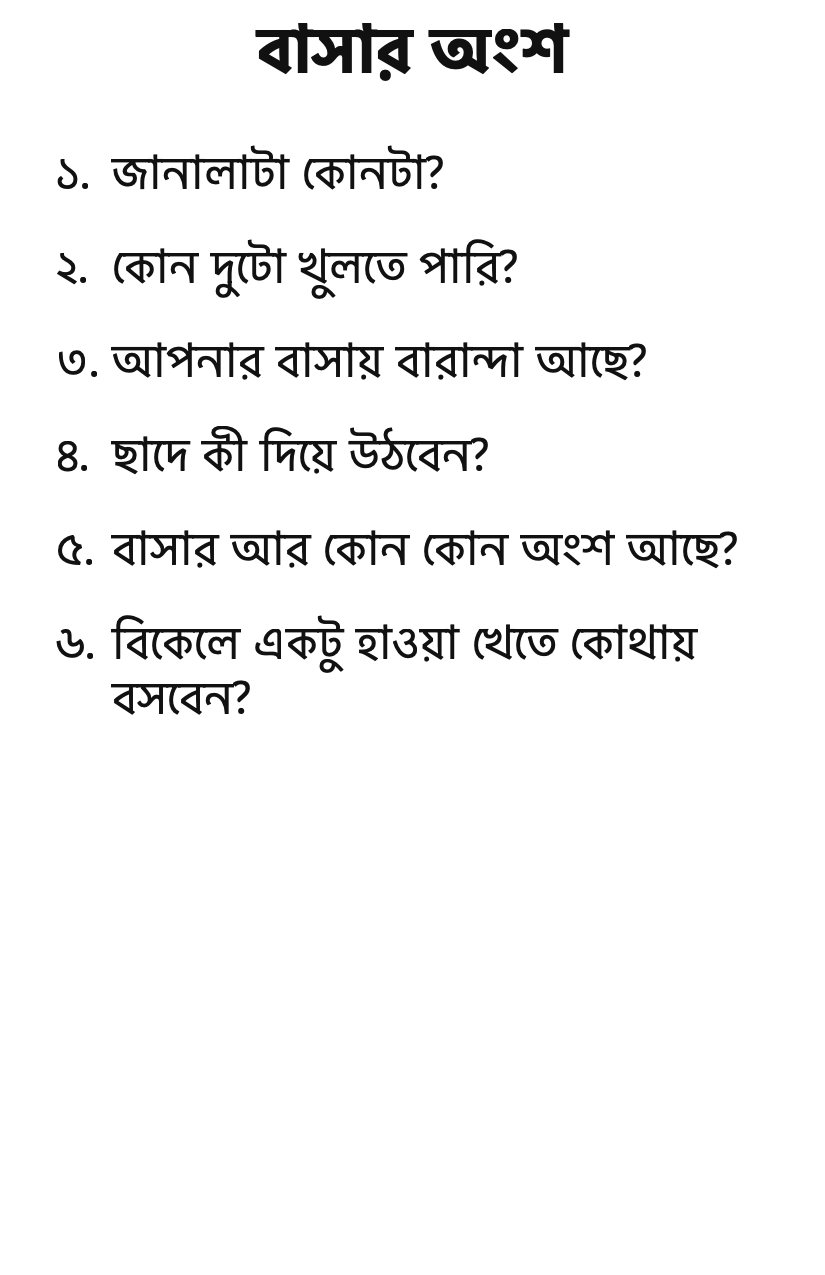 বাসার অংশ
১. জানালাটা কোনটা?
২. কোন দুটো খুলতে পারি?
৩. আপনার বাসায় বারান্দা আছে?
৪. ছাদে কী দিয়ে উঠবেন?
৫. বাসার আর কোন কোন অংশ আছে?
৬. বিকেলে একটু হাওয়া খেতে কোথায়
বসবেন?